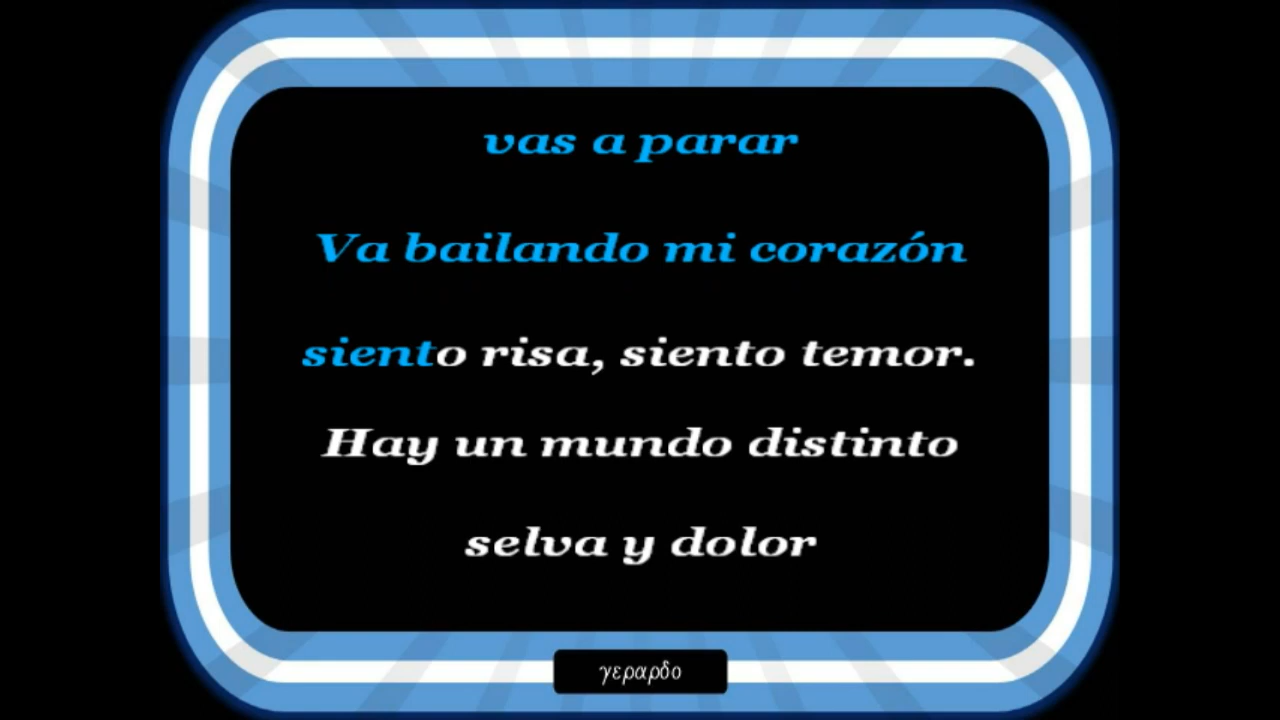 vas a parar
Va bailando mi corazón
siento risa, siento temor.
Hay un mundo distinto
selva y dolor
γεραρδο